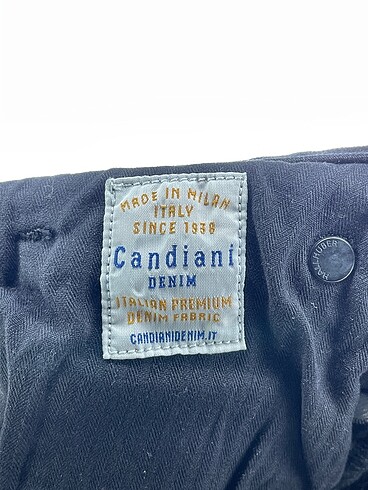 MADE IN MILAN
ITALY
SINCE 1938
Candiani
DENIM
ITALIAN PREMIUM
DENIM FABRIC
CANDIANIDENIM.IT